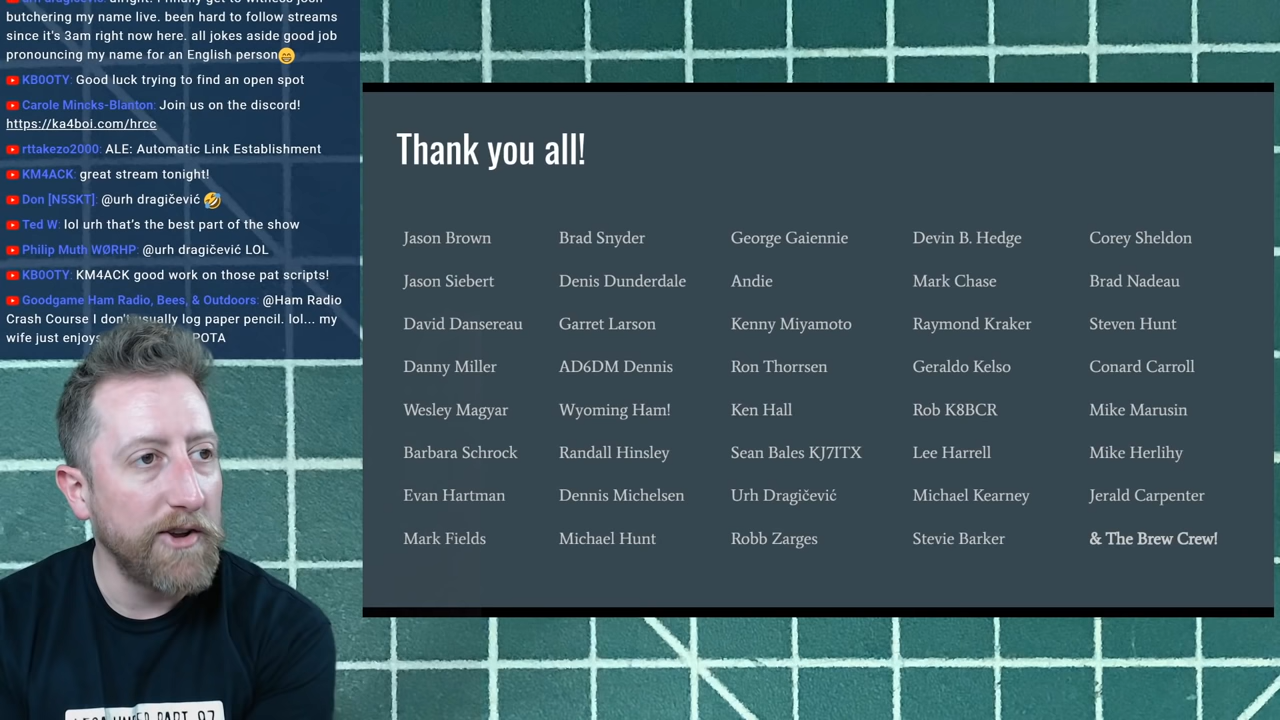 butchering my name live. been hard to follow streams
since it's 3am right now here. all jokes aside good job
pronouncing my name for an English person😁
KB0OTY: Good luck trying to find an open spot
Carole Mincks-Blanton: Join us on the discord!
https://ka4boi.com/hrcc
rttakezo2000: ALE: Automatic Link Establishment
KM4ACK: great stream tonight!
Don [N5SKT]: @urh dragičević 🤣
Ted W: lol urh that's the best part of the show
Philip Muth WØRHP: @urh dragičević LOL
KB0OTY: KM4ACK good work on those pat scripts!
Goodgame Ham Radio, Bees, & Outdoors: @Ham Radio
Crash Course I don't usually log paper pencil. lol... my
wife just enjoys POTA
Thank you all!
Jason Brown Brad Snyder George Gaiennie Devin B. Hedge Corey Sheldon
Jason Siebert Denis Dunderdale Andie Mark Chase Brad Nadeau
David Dansereau Garret Larson Kenny Miyamoto Raymond Kraker Steven Hunt
Danny Miller AD6DM Dennis Ron Thorrsen Geraldo Kelso Conard Carroll
Wesley Magyar Wyoming Ham! Ken Hall Rob K8BCR Mike Marusin
Barbara Schrock Randall Hinsley Sean Bales KJ7ITX Lee Harrell Mike Herlihy
Evan Hartman Dennis Michelsen Urh Dragičević Michael Kearney Jerald Carpenter
Mark Fields Michael Hunt Robb Zarges Stevie Barker & The Brew Crew!